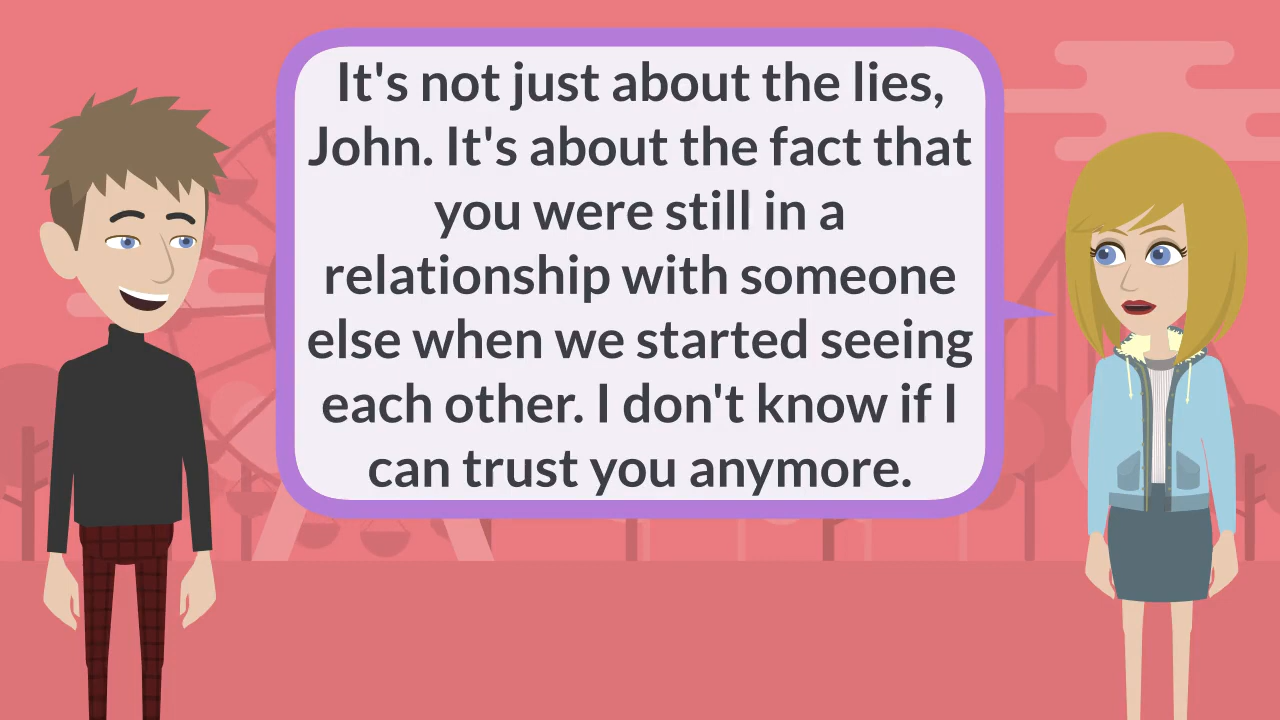 It's not just about the lies,
John. It's about the fact that
you were still in a
relationship with someone
else when we started seeing
each other. I don't know if I
can trust you anymore.